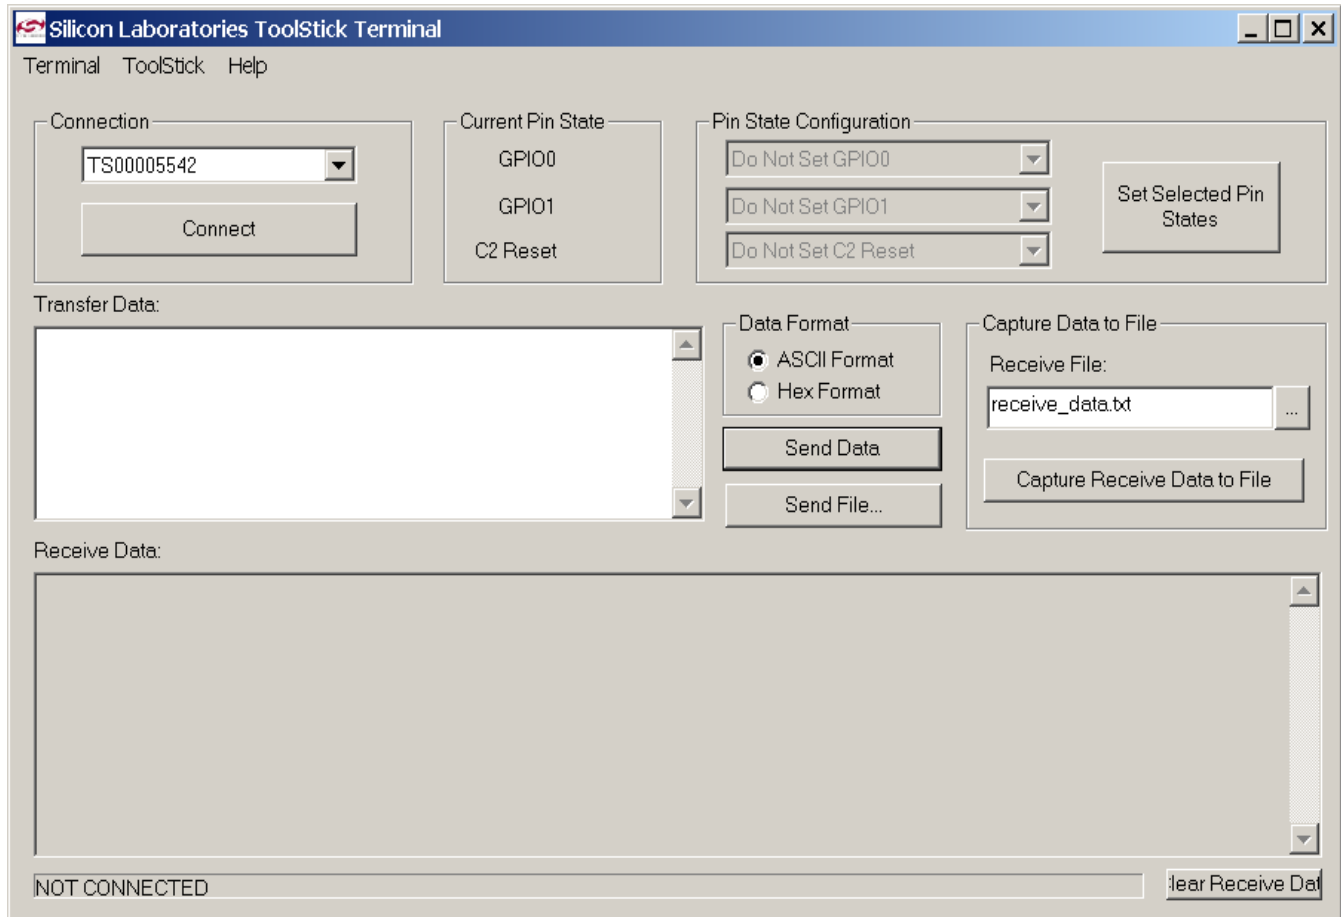 Silicon Laboratories ToolStick Terminal
Terminal ToolStick Help
Connection
TS00005542
Connect
Current Pin State
GPIO0
GPIO1
C2 Reset
Pin State Configuration
Do Not Set GPIO0
Do Not Set GPIO1
Do Not Set C2 Reset
Set Selected Pin
States
Transfer Data:
Data Format
ASCII Format
Hex Format
Send Data
Send File...
Capture Data to File
Receive File:
receive_data.txt
...
Capture Receive Data to File
Receive Data:
NOT CONNECTED
lear Receive Dat